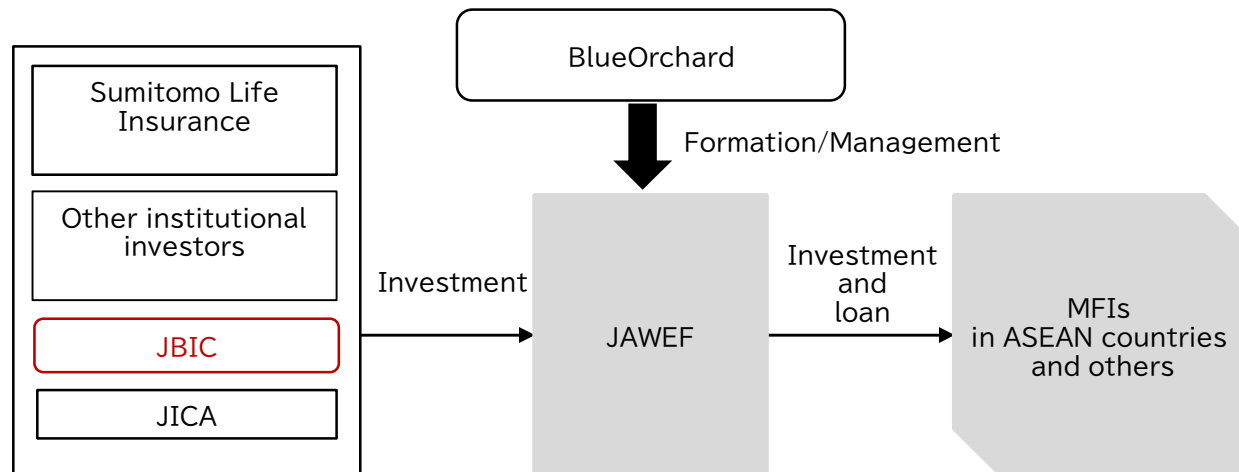 BlueOrchard
Formation/Management
Sumitomo Life
Insurance
Other institutional
investors
JBIC
JICA
Investment
JAWEF
Investment
and
loan
MFIs
in ASEAN countries
and others